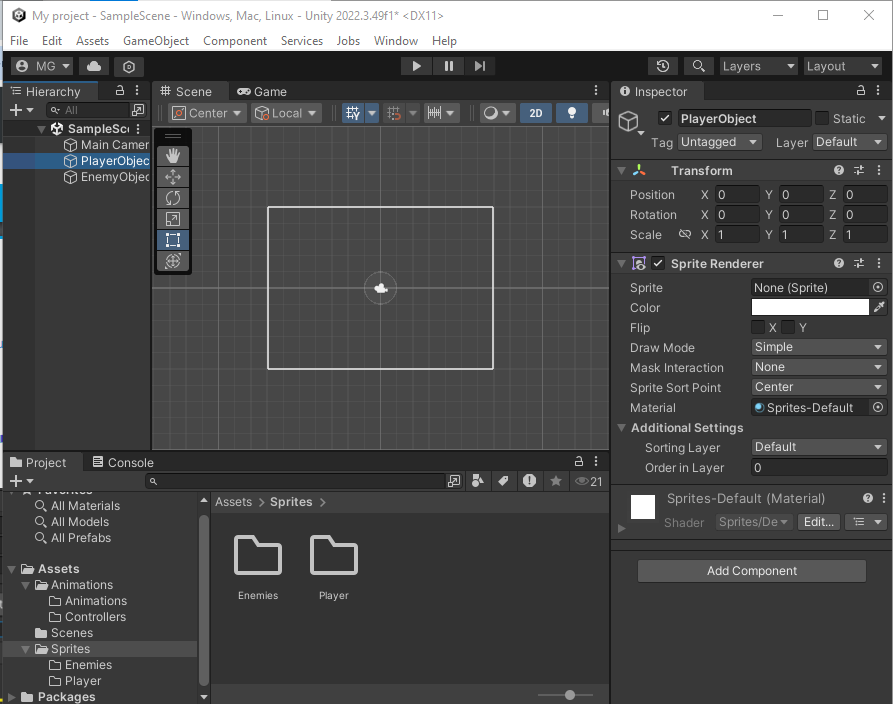 My project - SampleScene - Windows, Mac, Linux - Unity 2022.3.49f1* <DX11>
File Edit Assets GameObject Component Services Jobs Window Help
MG Layers Layout
Hierarchy
All
SampleSce
Main Camer
PlayerObjec
EnemyObjec
Scene Game
Center Local 2D
Inspector
PlayerObject Static
Tag Untagged Layer Default
Transform
Position X 0 Y 0 Z 0
Rotation X 0 Y 0 Z 0
Scale X 1 Y 1 Z 1
Sprite Renderer
Sprite None (Sprite)
Color
Flip X Y
Draw Mode Simple
Mask Interaction None
Sprite Sort Point Center
Material Sprites-Default
Additional Settings
Sorting Layer Default
Order in Layer 0
Sprites-Default (Material)
Shader Sprites/De Edit...
Add Component
Project Console
21
Favorites
All Materials
All Models
All Prefabs
Assets
Animations
Animations
Controllers
Scenes
Sprites
Enemies
Player
Packages
Assets > Sprites >
Enemies Player